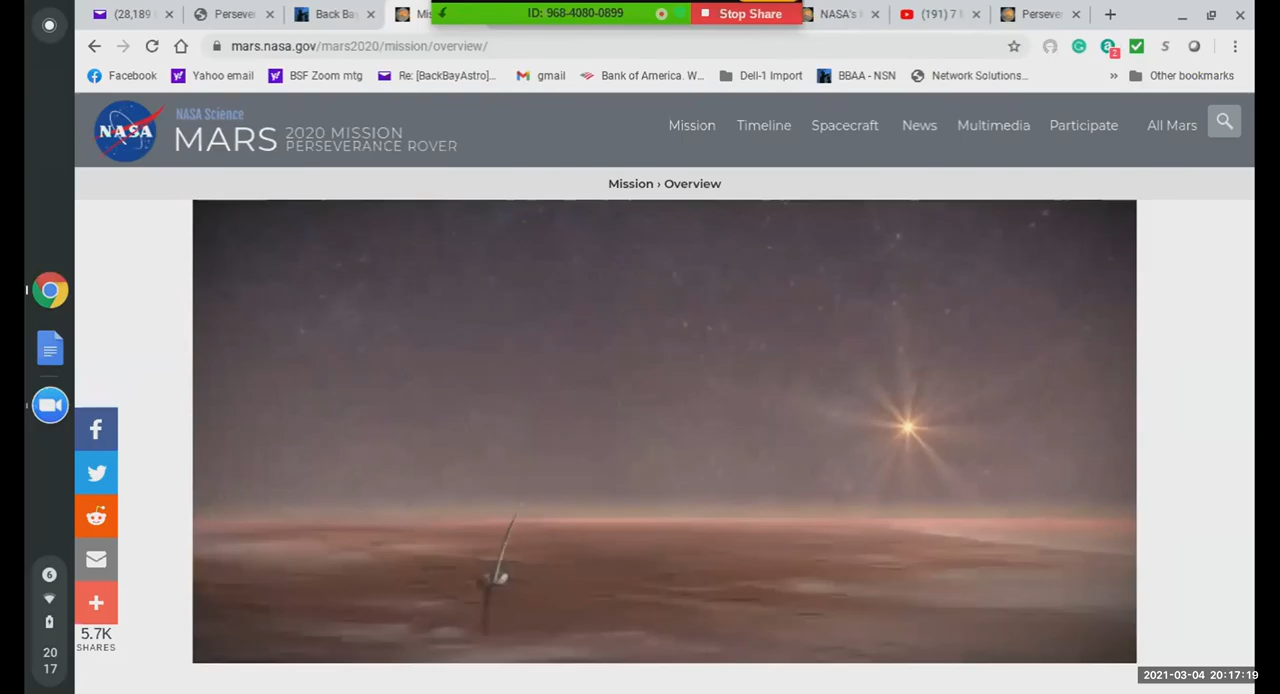 (28,189
Perseve
Back Ba
Mis
ID: 968-4080-0899
Stop Share
NASA's
(191) 7
Perseve
mars.nasa.gov/mars2020/mission/overview/
2
Facebook
Yahoo email
BSF Zoom mtg
Re: [BackBayAstro]...
gmail
Bank of America. W...
Dell-1 Import
BBAA - NSN
Network Solutions...
»
Other bookmarks
NASA
NASA Science
MARS
2020 MISSION
PERSEVERANCE ROVER
Mission
Timeline
Spacecraft
News
Multimedia
Participate
All Mars
Mission › Overview
5.7K
SHARES
6
20
17
2021-03-04 20:17:19